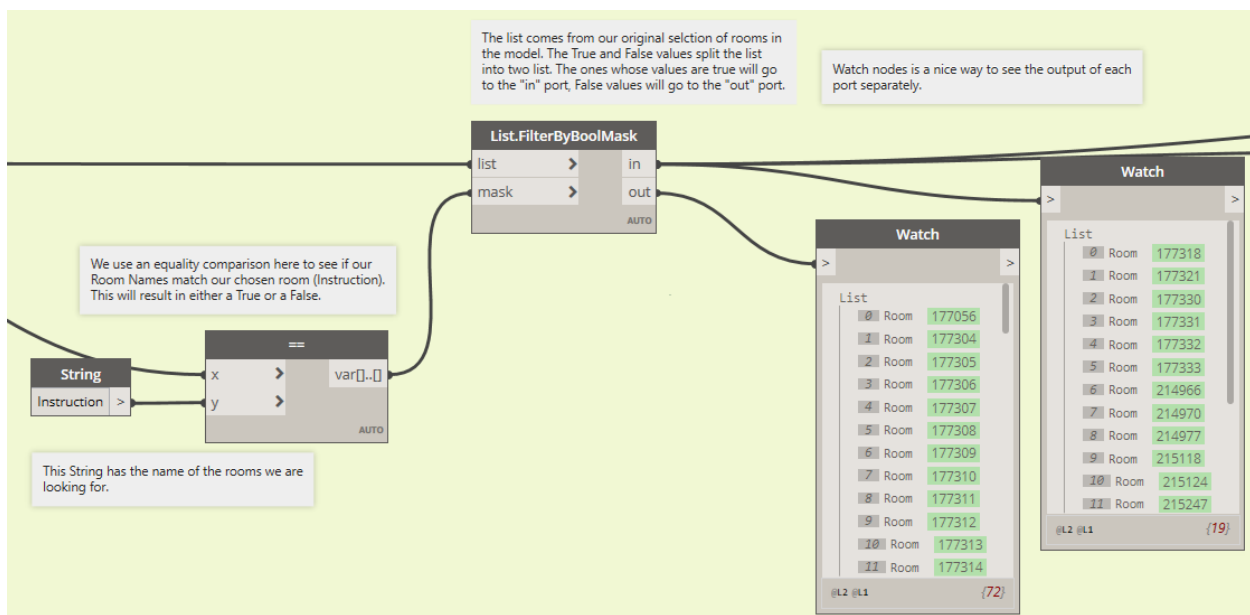 The list comes from our original selction of rooms in
the model. The True and False values split the list
into two list. The ones whose values are true will go
to the "in" port, False values will go to the "out" port.
Watch nodes is a nice way to see the output of each
port separately.
List.FilterByBoolMask
list > in
mask > out
AUTO
We use an equality comparison here to see if our
Room Names match our chosen room (Instruction).
This will result in either a True or a False.
String
Instruction >
==
x > var[]..[]
y >
AUTO
This String has the name of the rooms we are
looking for.
Watch
> >
List
0 Room 177056
1 Room 177304
2 Room 177305
3 Room 177306
4 Room 177307
5 Room 177308
6 Room 177309
7 Room 177310
8 Room 177311
9 Room 177312
10 Room 177313
11 Room 177314
@L2 @L1 {72}
Watch
> >
List
0 Room 177318
1 Room 177321
2 Room 177330
3 Room 177331
4 Room 177332
5 Room 177333
6 Room 214966
7 Room 214970
8 Room 214977
9 Room 215118
10 Room 215124
11 Room 215247
@L2 @L1 {19}